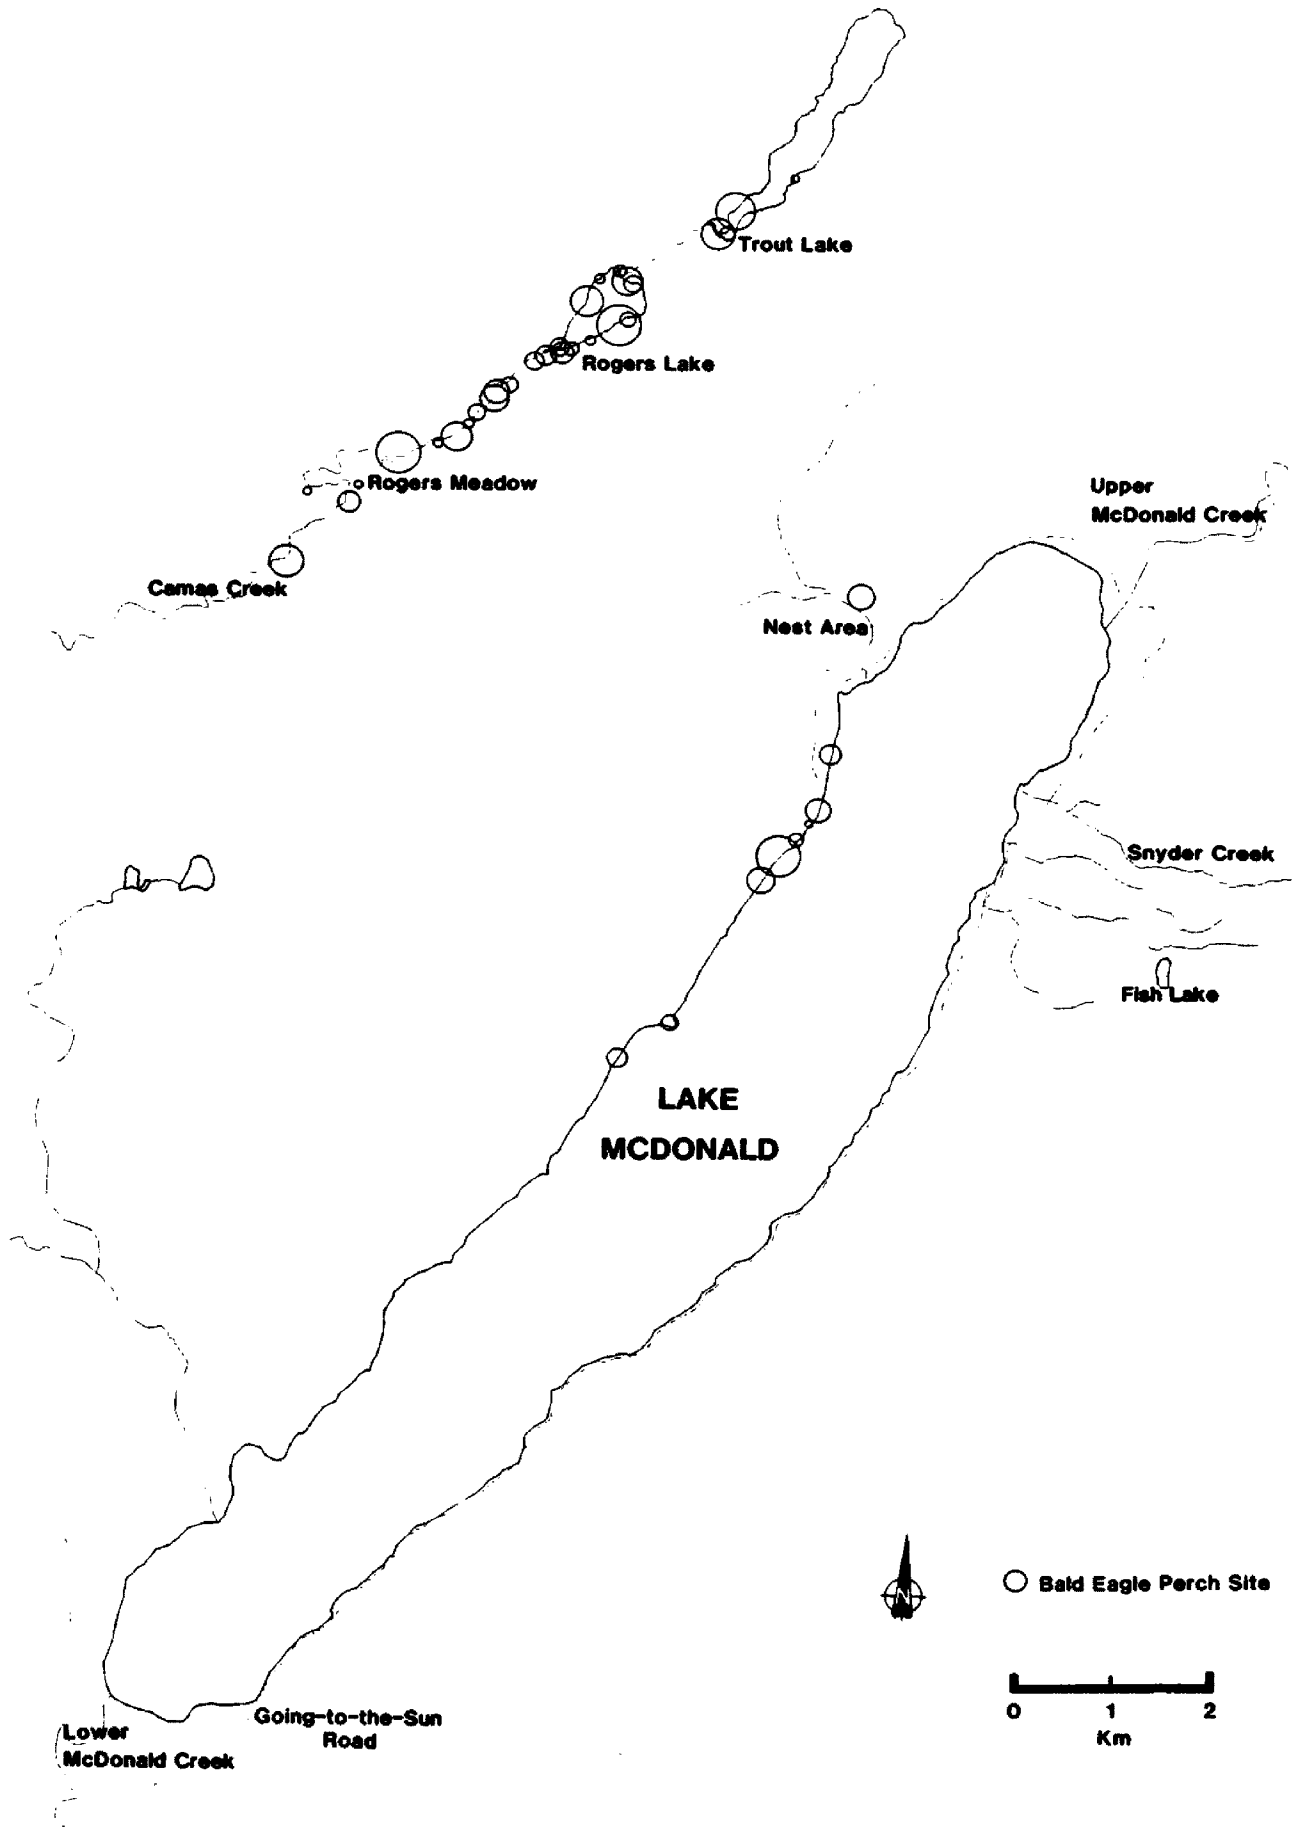 Trout Lake
Rogers Lake
Rogers Meadow
Upper
McDonald Creek
Camas Creek
Nest Area
Snyder Creek
Fish Lake
LAKE
MCDONALD
N
Bald Eagle Perch Site
0 1 2
Km
Going-to-the-Sun
Road
Lower
McDonald Creek